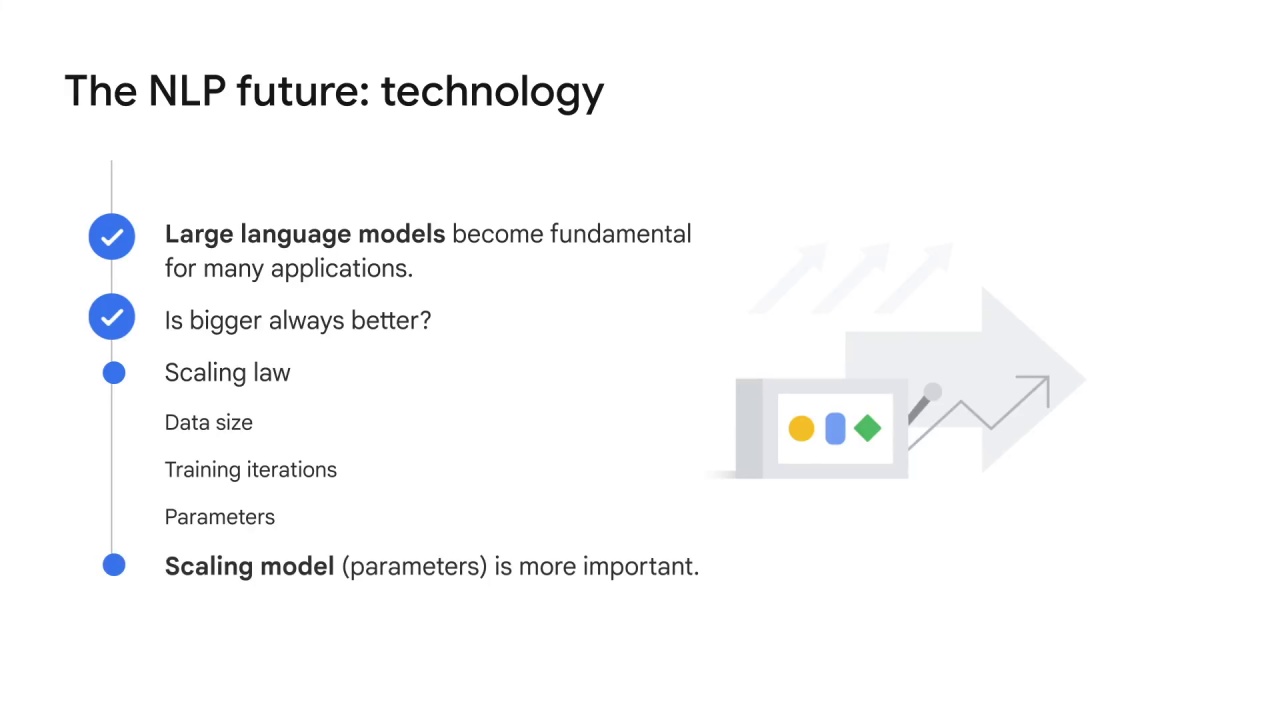 The NLP future: technology
Large language models become fundamental
for many applications.
Is bigger always better?
Scaling law
Data size
Training iterations
Parameters
Scaling model (parameters) is more important.